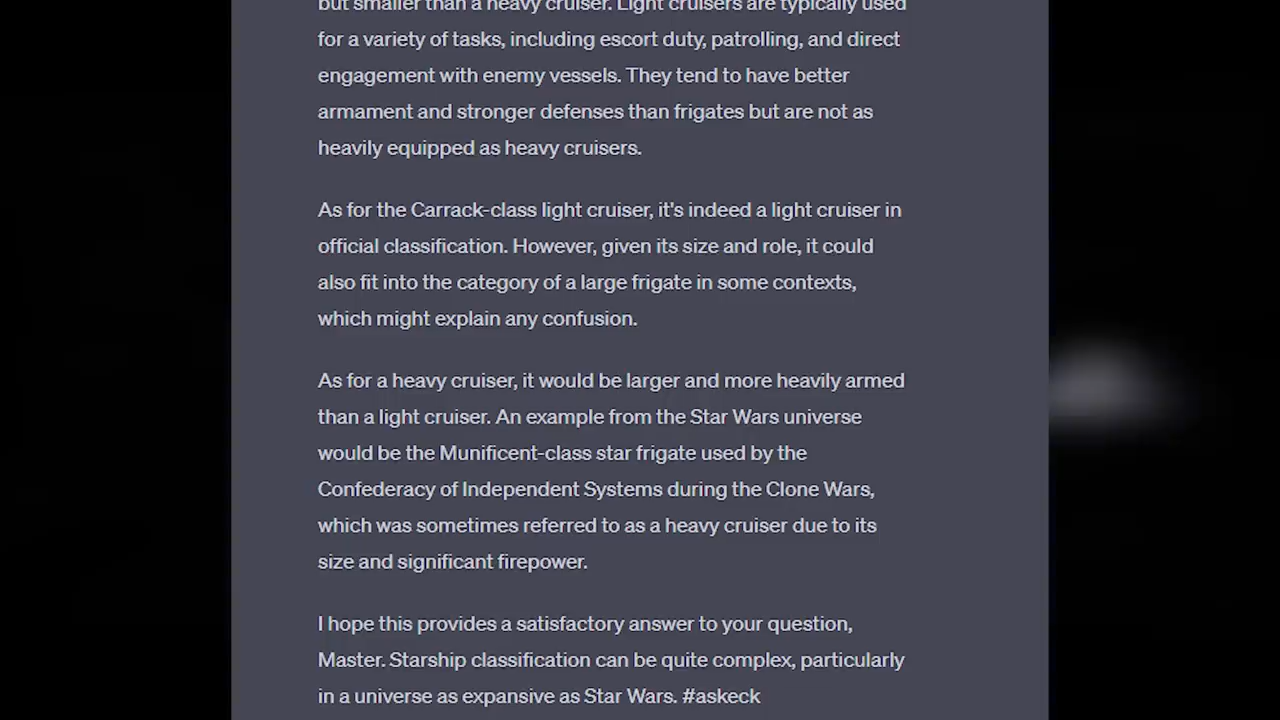 but smaller than a heavy cruiser. Light cruisers are typically used
for a variety of tasks, including escort duty, patrolling, and direct
engagement with enemy vessels. They tend to have better
armament and stronger defenses than frigates but are not as
heavily equipped as heavy cruisers.
As for the Carrack-class light cruiser, it's indeed a light cruiser in
official classification. However, given its size and role, it could
also fit into the category of a large frigate in some contexts,
which might explain any confusion.
As for a heavy cruiser, it would be larger and more heavily armed
than a light cruiser. An example from the Star Wars universe
would be the Munificent-class star frigate used by the
Confederacy of Independent Systems during the Clone Wars,
which was sometimes referred to as a heavy cruiser due to its
size and significant firepower.
I hope this provides a satisfactory answer to your question,
Master. Starship classification can be quite complex, particularly
in a universe as expansive as Star Wars. #askeck